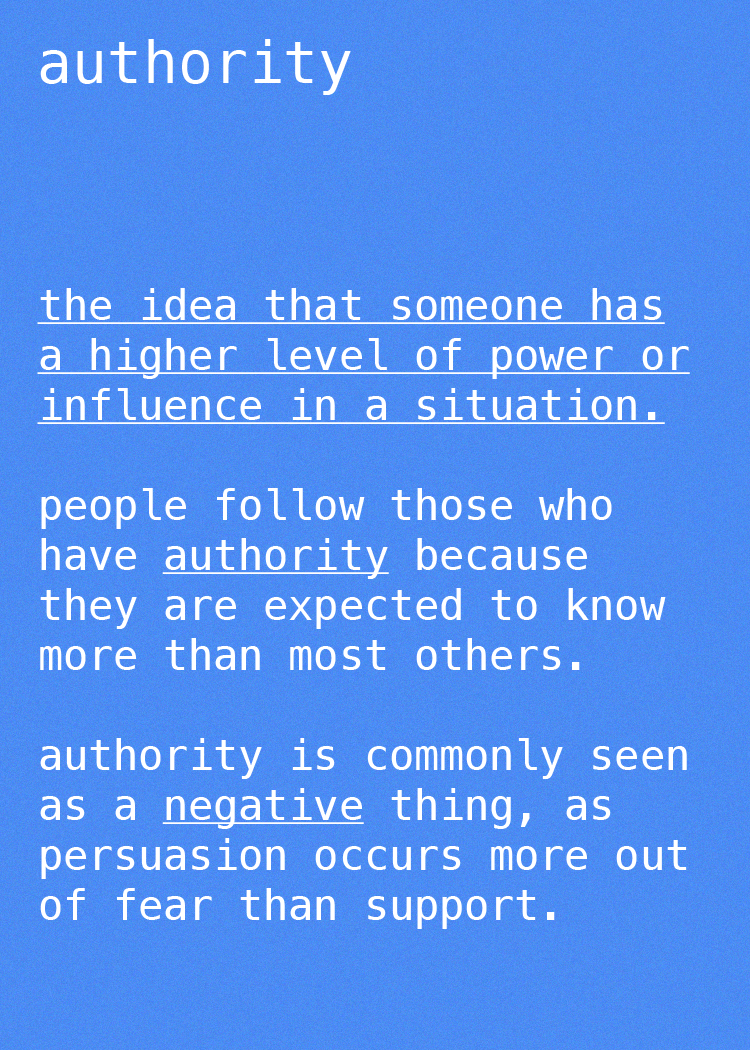 authority
the idea that someone has
a higher level of power or
influence in a situation.
people follow those who
have authority because
they are expected to know
more than most others.
authority is commonly seen
as a negative thing, as
persuasion occurs more out
of fear than support.